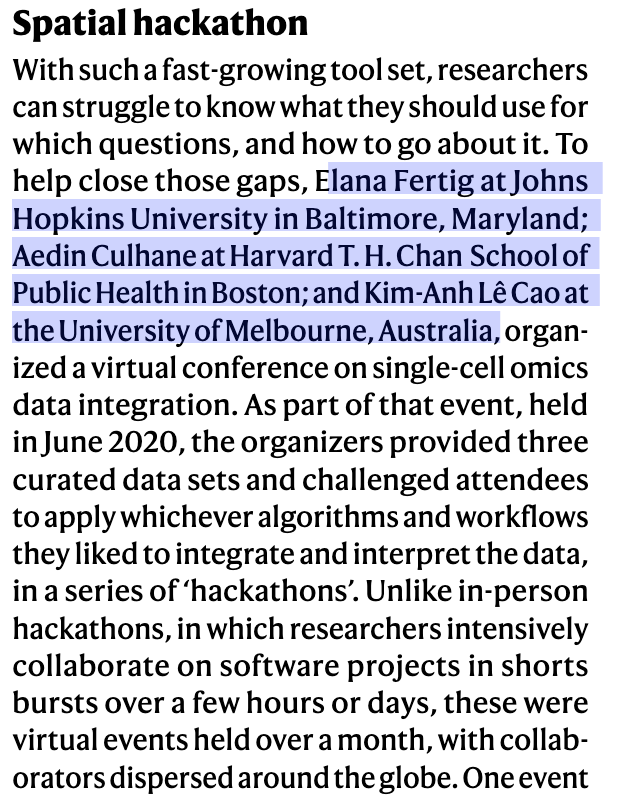 Spatial hackathon
With such a fast-growing tool set, researchers
can struggle to know what they should use for
which questions, and how to go about it. To
help close those gaps, Elana Fertig at Johns
Hopkins University in Baltimore, Maryland;
Aedin Culhane at Harvard T. H. Chan School of
Public Health in Boston; and Kim-Anh Lê Cao at
the University of Melbourne, Australia, organ-
ized a virtual conference on single-cell omics
data integration. As part of that event, held
in June 2020, the organizers provided three
curated data sets and challenged attendees
to apply whichever algorithms and workflows
they liked to integrate and interpret the data,
in a series of ‘hackathons’. Unlike in-person
hackathons, in which researchers intensively
collaborate on software projects in shorts
bursts over a few hours or days, these were
virtual events held over a month, with collab-
orators dispersed around the globe. One event